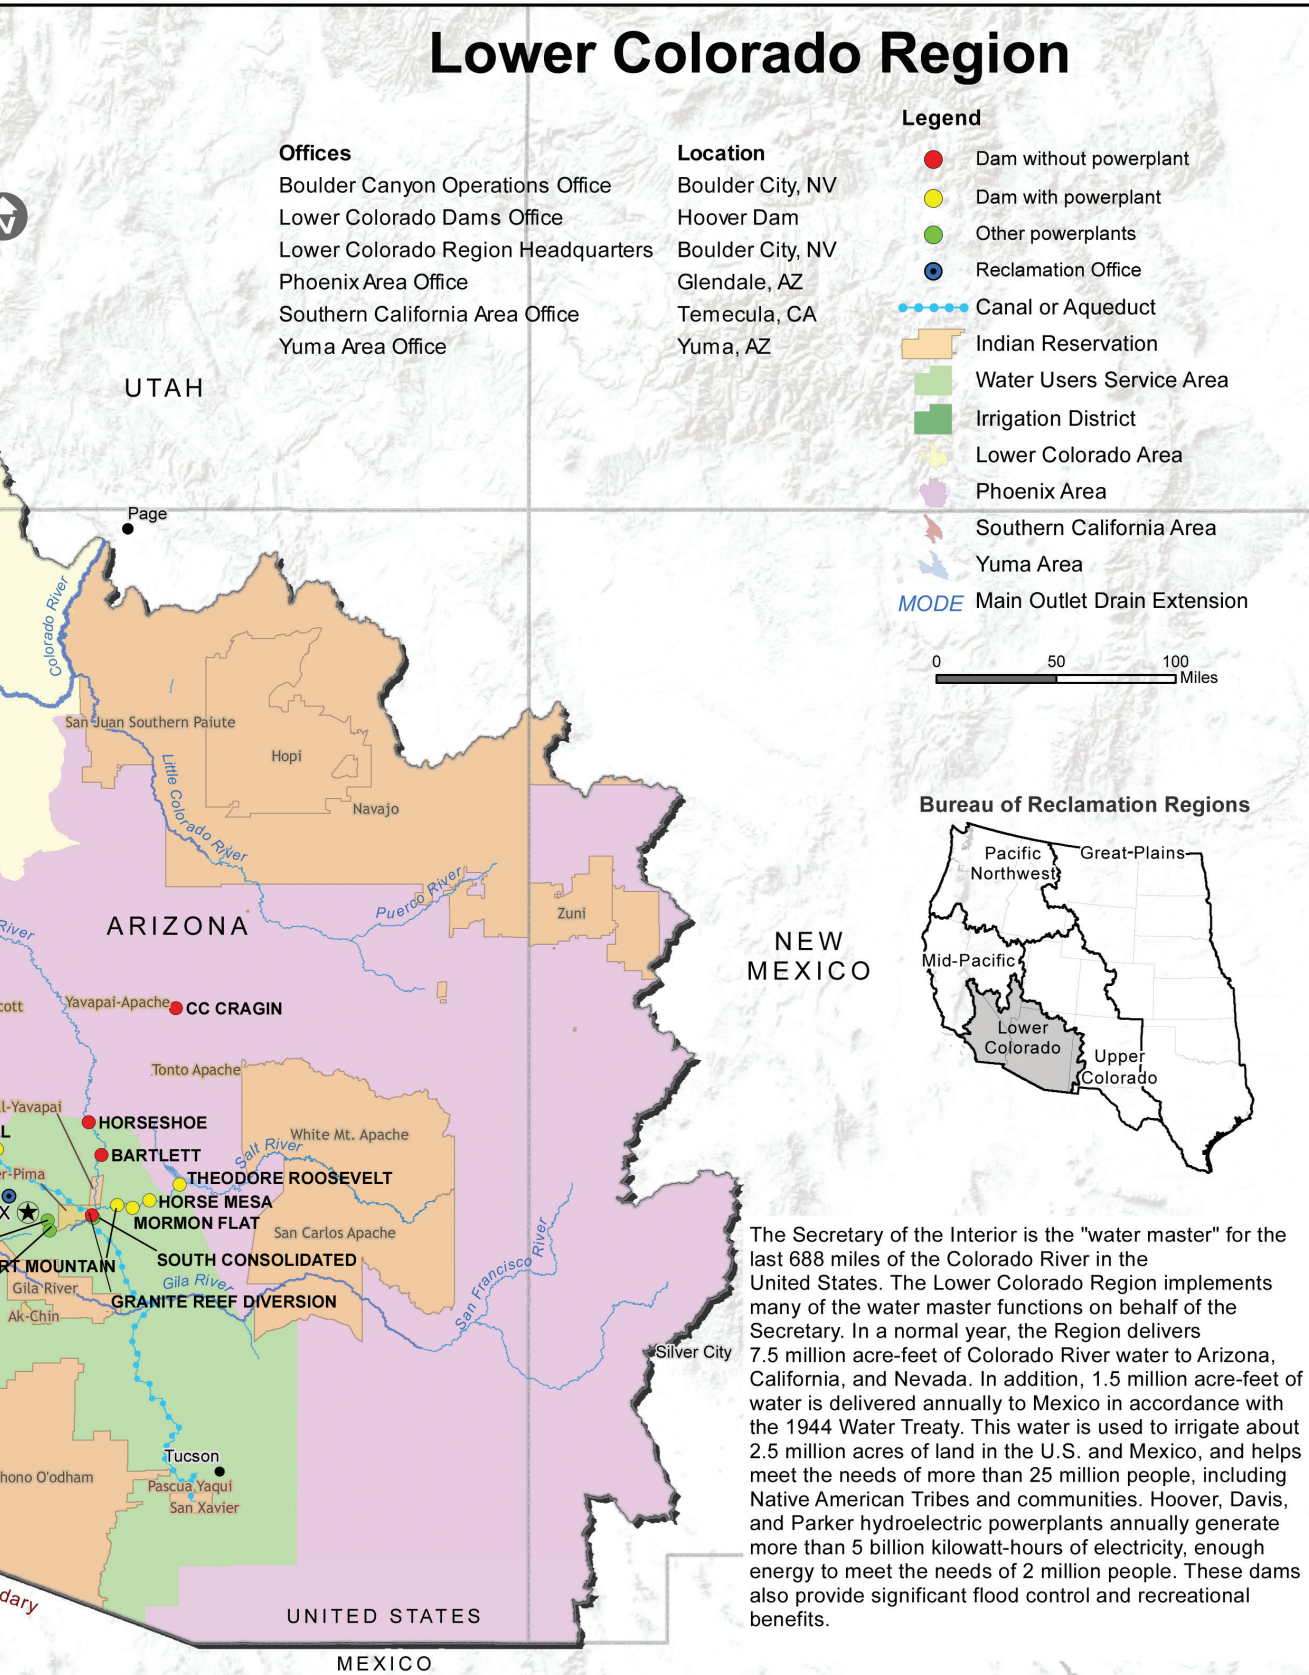 Lower Colorado Region
Offices
Boulder Canyon Operations Office
Lower Colorado Dams Office
Lower Colorado Region Headquarters
Phoenix Area Office
Southern California Area Office
Yuma Area Office
Location
Boulder City, NV
Hoover Dam
Boulder City, NV
Glendale, AZ
Temecula, CA
Yuma, AZ
Legend
Dam without powerplant
Dam with powerplant
Other powerplants
Reclamation Office
Canal or Aqueduct
Indian Reservation
Water Users Service Area
Irrigation District
Lower Colorado Area
Phoenix Area
Southern California Area
Yuma Area
MODE Main Outlet Drain Extension
0 50 100
Miles
UTAH
Page
Colorado River
San Juan Southern Paiute
Hopi
Navajo
Little Colorado River
Puerco River
Zuni
ARIZONA
River
NEW
MEXICO
cott
Yavapai-Apache
CC CRAGIN
Tonto Apache
ll-Yavapai
HORSESHOE
L
BARTLETT
White Mt. Apache
Salt River
er-Pima
THEODORE ROOSEVELT
HORSE MESA
X
MORMON FLAT
San Carlos Apache
SOUTH CONSOLIDATED
RT MOUNTAIN
Gila River
Gila River
GRANITE REEF DIVERSION
Ak-Chin
San Francisco River
Silver City
Tucson
hono O'odham
Pascua Yaqui
San Xavier
dary
UNITED STATES
MEXICO
Bureau of Reclamation Regions
Pacific
Northwest
Great-Plains
Mid-Pacific
Lower
Colorado
Upper
Colorado
The Secretary of the Interior is the "water master" for the
last 688 miles of the Colorado River in the
United States. The Lower Colorado Region implements
many of the water master functions on behalf of the
Secretary. In a normal year, the Region delivers
7.5 million acre-feet of Colorado River water to Arizona,
California, and Nevada. In addition, 1.5 million acre-feet of
water is delivered annually to Mexico in accordance with
the 1944 Water Treaty. This water is used to irrigate about
2.5 million acres of land in the U.S. and Mexico, and helps
meet the needs of more than 25 million people, including
Native American Tribes and communities. Hoover, Davis,
and Parker hydroelectric powerplants annually generate
more than 5 billion kilowatt-hours of electricity, enough
energy to meet the needs of 2 million people. These dams
also provide significant flood control and recreational
benefits.